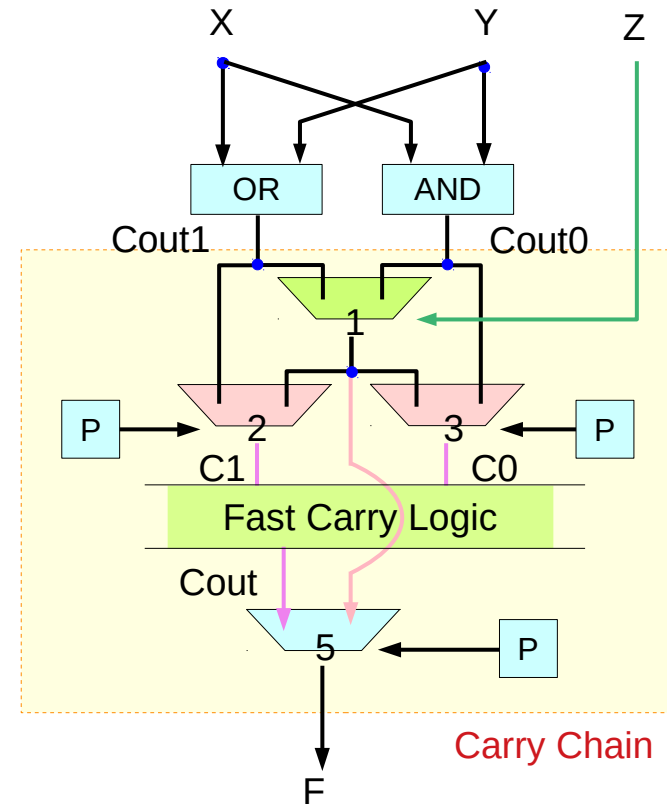 X Y Z
OR AND
Cout1 Cout0
1
P 2 3 P
C1 C0
Fast Carry Logic
Cout
5 P
Carry Chain
F